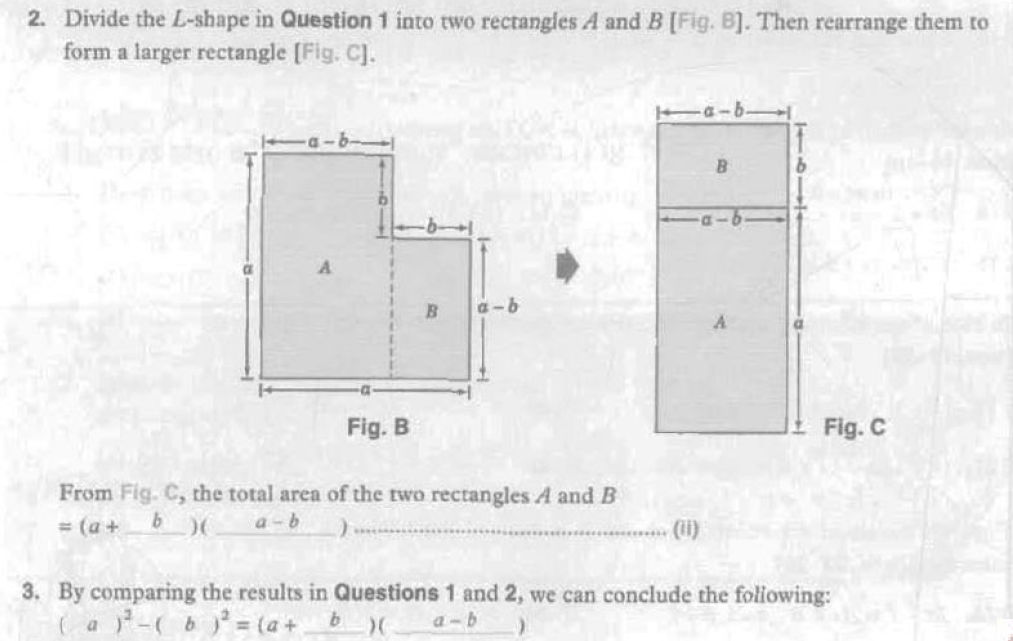 2. Divide the L-shape in Question 1 into two rectangles A and B [Fig. B]. Then rearrange them to
form a larger rectangle [Fig. C].
a – b
b
b
a
A
B
a – b
a
Fig. B
a – b
B
b
a – b
A
a
Fig. C
From Fig. C, the total area of the two rectangles A and B
= (a + b )( a – b ) ........................................ (ii)
3. By comparing the results in Questions 1 and 2, we can conclude the following:
( a )² – ( b )² = (a + b )( a – b )